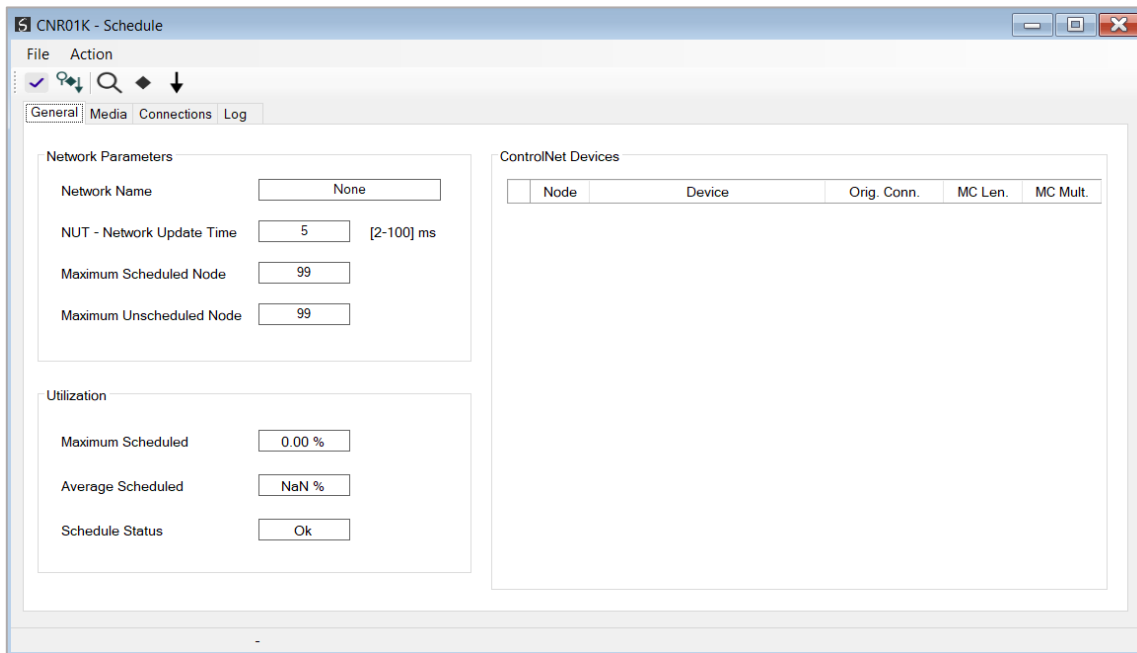 CNR01K - Schedule
File Action
General Media Connections Log
Network Parameters
Network Name None
NUT - Network Update Time 5 [2-100] ms
Maximum Scheduled Node 99
Maximum Unscheduled Node 99
Utilization
Maximum Scheduled 0.00 %
Average Scheduled NaN %
Schedule Status Ok
ControlNet Devices
Node Device Orig. Conn. MC Len. MC Mult.
-